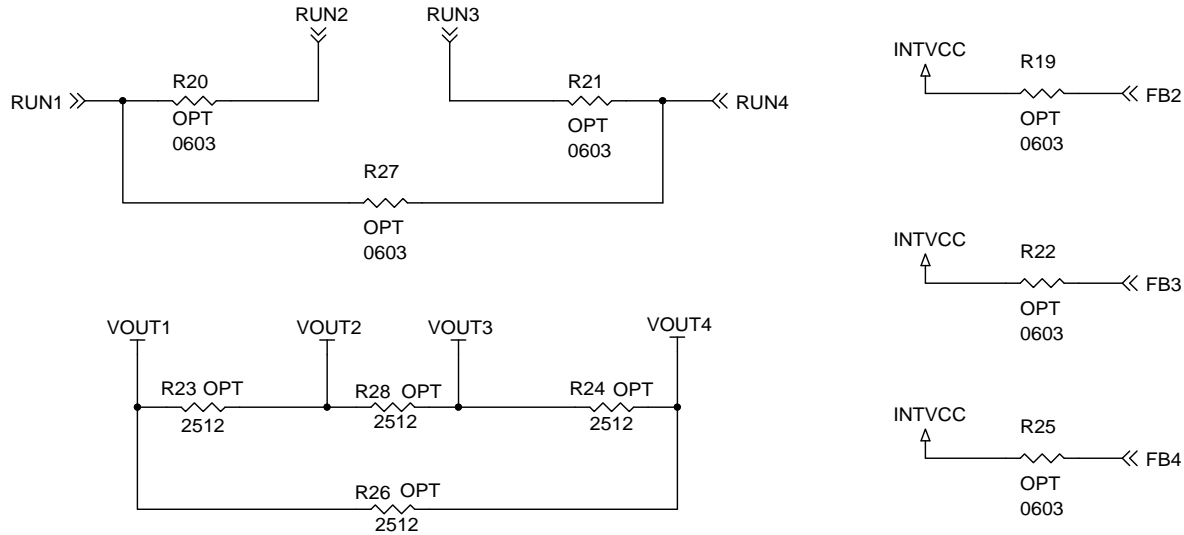 RUN2
RUN3
RUN1
R20
OPT
0603
R21
OPT
0603
RUN4
R27
OPT
0603
INTVCC
R19
OPT
0603
FB2
INTVCC
R22
OPT
0603
FB3
VOUT1
VOUT2
VOUT3
VOUT4
R23 OPT
2512
R28 OPT
2512
R24 OPT
2512
R26 OPT
2512
INTVCC
R25
OPT
0603
FB4